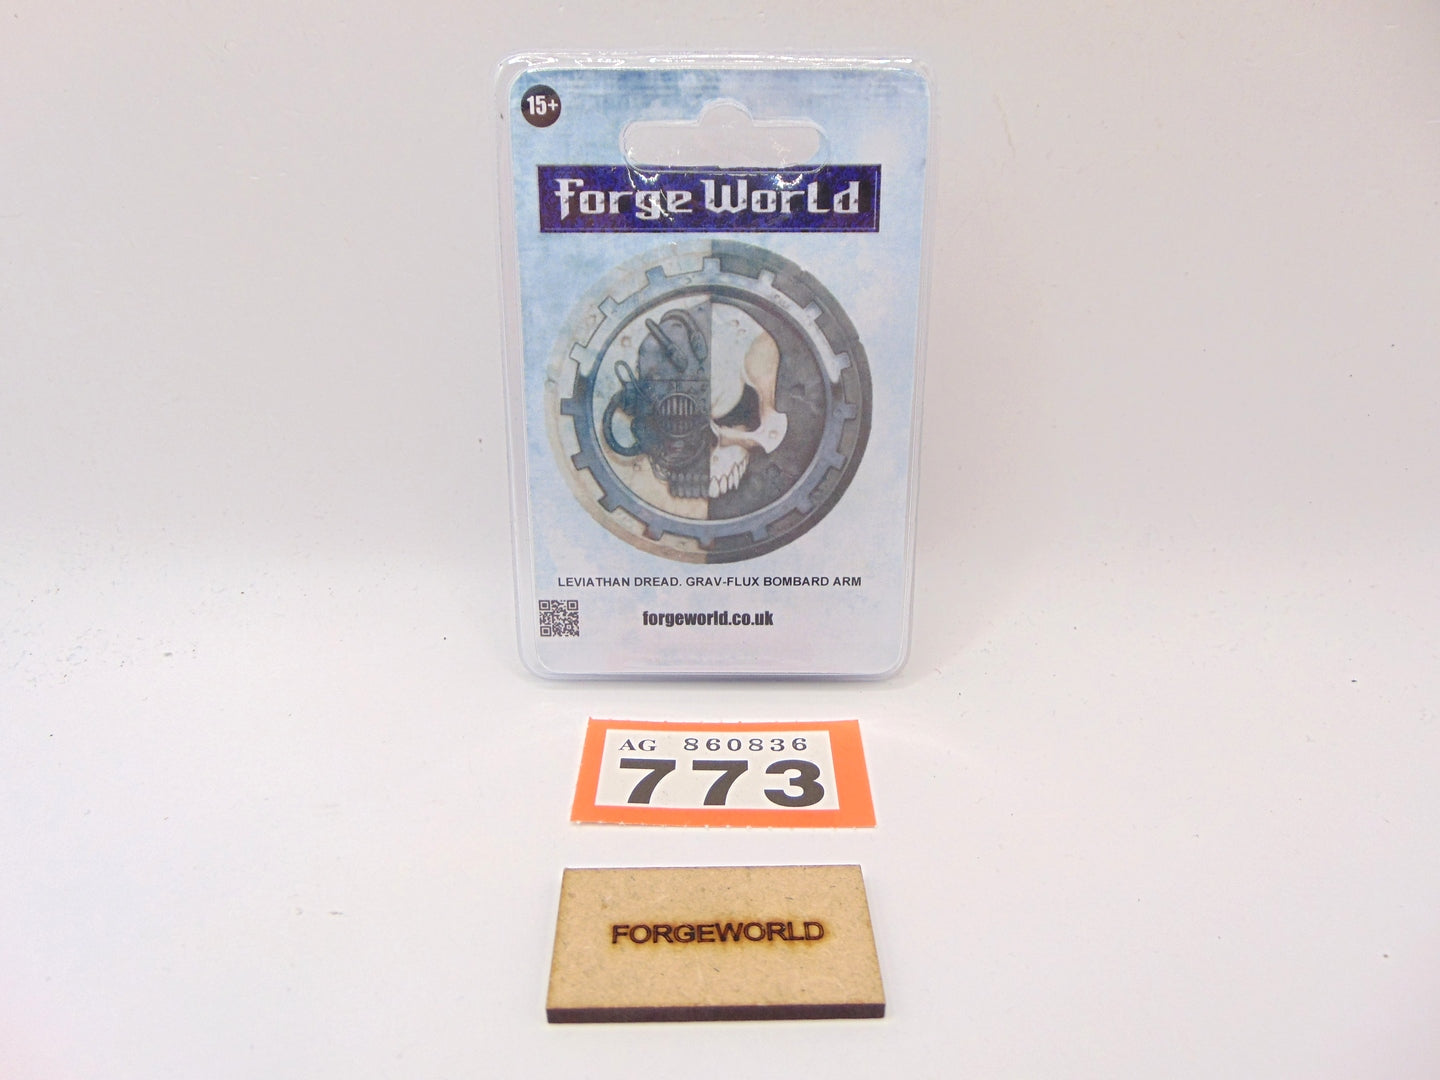 15+
Forge World
LEVIATHAN DREAD. GRAV-FLUX BOMBARD ARM
forgeworld.co.uk
AG 860836
773
FORGEWORLD